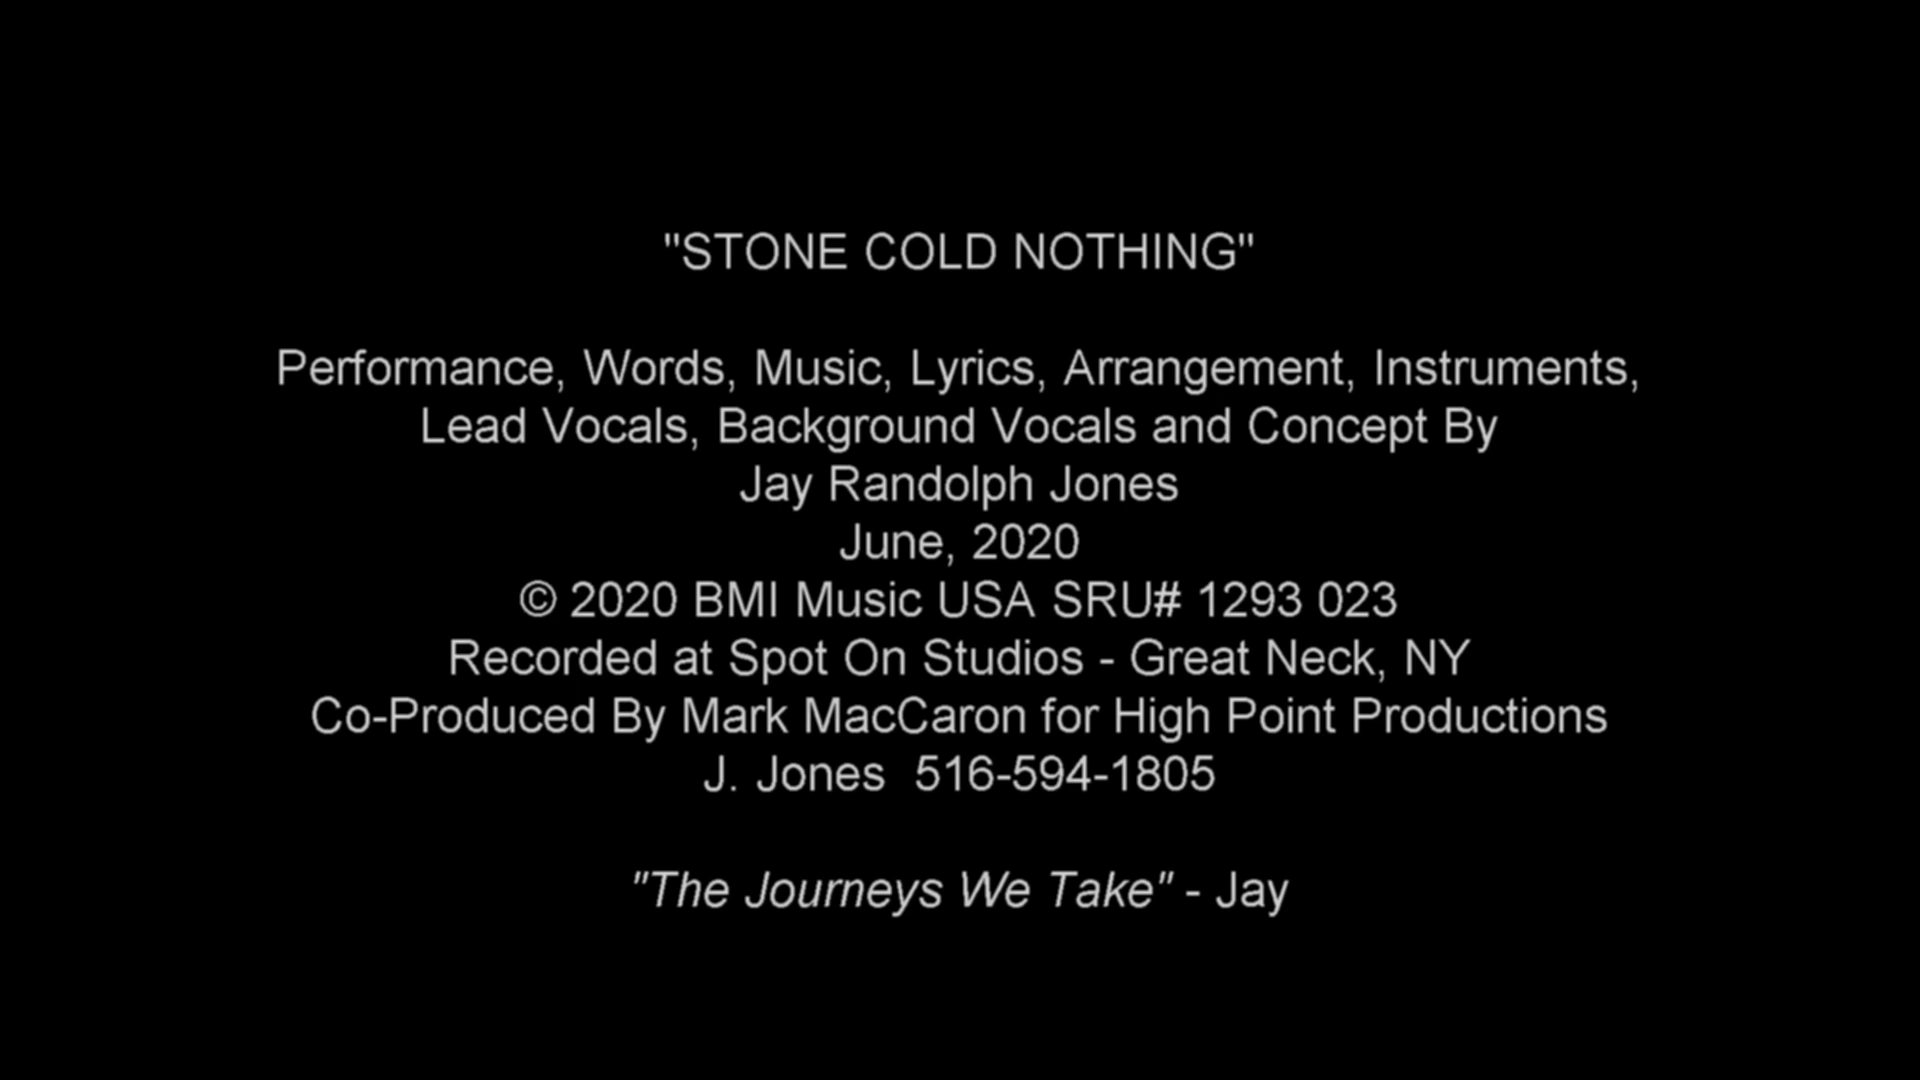 "STONE COLD NOTHING"
Performance, Words, Music, Lyrics, Arrangement, Instruments,
Lead Vocals, Background Vocals and Concept By
Jay Randolph Jones
June, 2020
© 2020 BMI Music USA SRU# 1293 023
Recorded at Spot On Studios - Great Neck, NY
Co-Produced By Mark MacCaron for High Point Productions
J. Jones  516-594-1805
"The Journeys We Take" - Jay